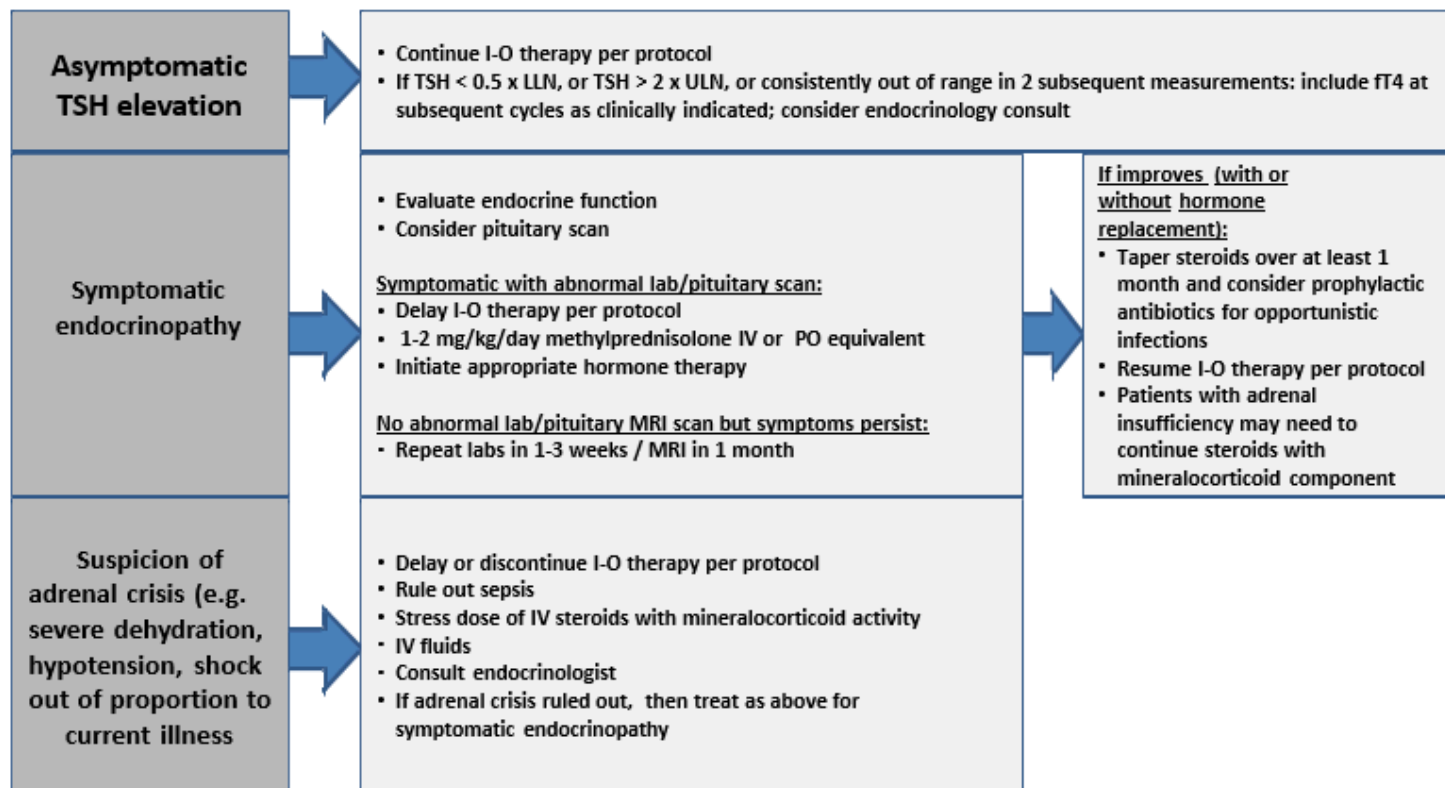 Asymptomatic
TSH elevation
• Continue I-O therapy per protocol
• If TSH < 0.5 x LLN, or TSH > 2 x ULN, or consistently out of range in 2 subsequent measurements: include fT4 at
subsequent cycles as clinically indicated; consider endocrinology consult
Symptomatic
endocrinopathy
• Evaluate endocrine function
• Consider pituitary scan
Symptomatic with abnormal lab/pituitary scan:
• Delay I-O therapy per protocol
• 1-2 mg/kg/day methylprednisolone IV or PO equivalent
• Initiate appropriate hormone therapy
No abnormal lab/pituitary MRI scan but symptoms persist:
• Repeat labs in 1-3 weeks / MRI in 1 month
If improves (with or
without hormone
replacement):
• Taper steroids over at least 1
month and consider prophylactic
antibiotics for opportunistic
infections
• Resume I-O therapy per protocol
• Patients with adrenal
insufficiency may need to
continue steroids with
mineralocorticoid component
Suspicion of
adrenal crisis (e.g.
severe dehydration,
hypotension, shock
out of proportion to
current illness
• Delay or discontinue I-O therapy per protocol
• Rule out sepsis
• Stress dose of IV steroids with mineralocorticoid activity
• IV fluids
• Consult endocrinologist
• If adrenal crisis ruled out, then treat as above for
symptomatic endocrinopathy